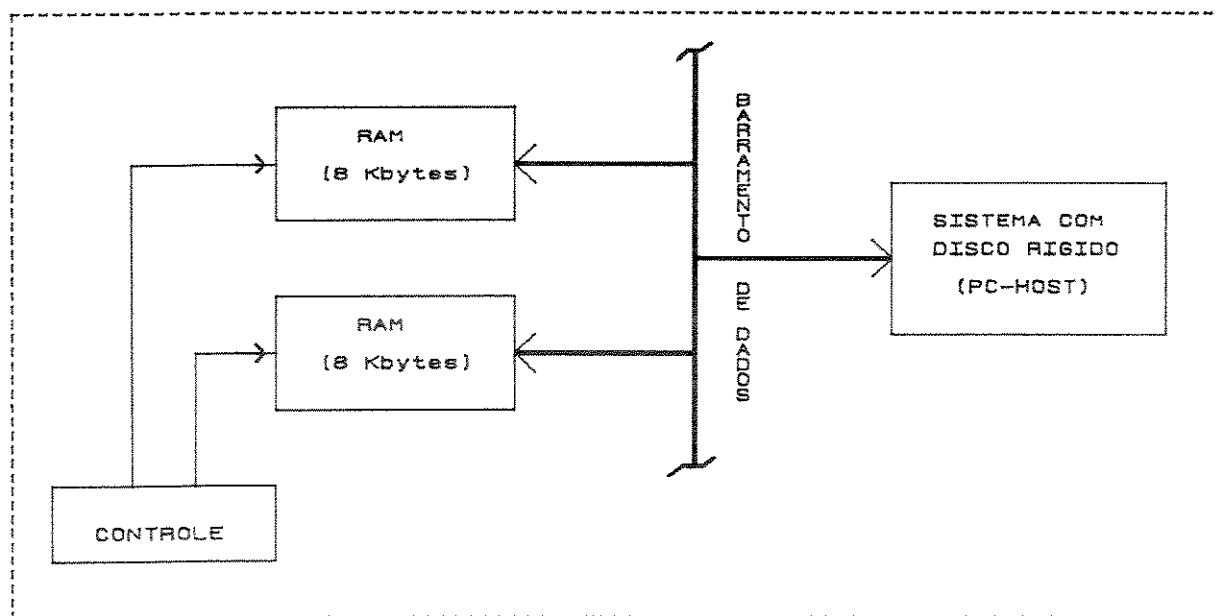 RAM
(8 Kbytes)
RAM
(8 Kbytes)
CONTROLE
BARRAMENTO DE DADOS
SISTEMA COM
DISCO RIGIDO
(PC-HOST)